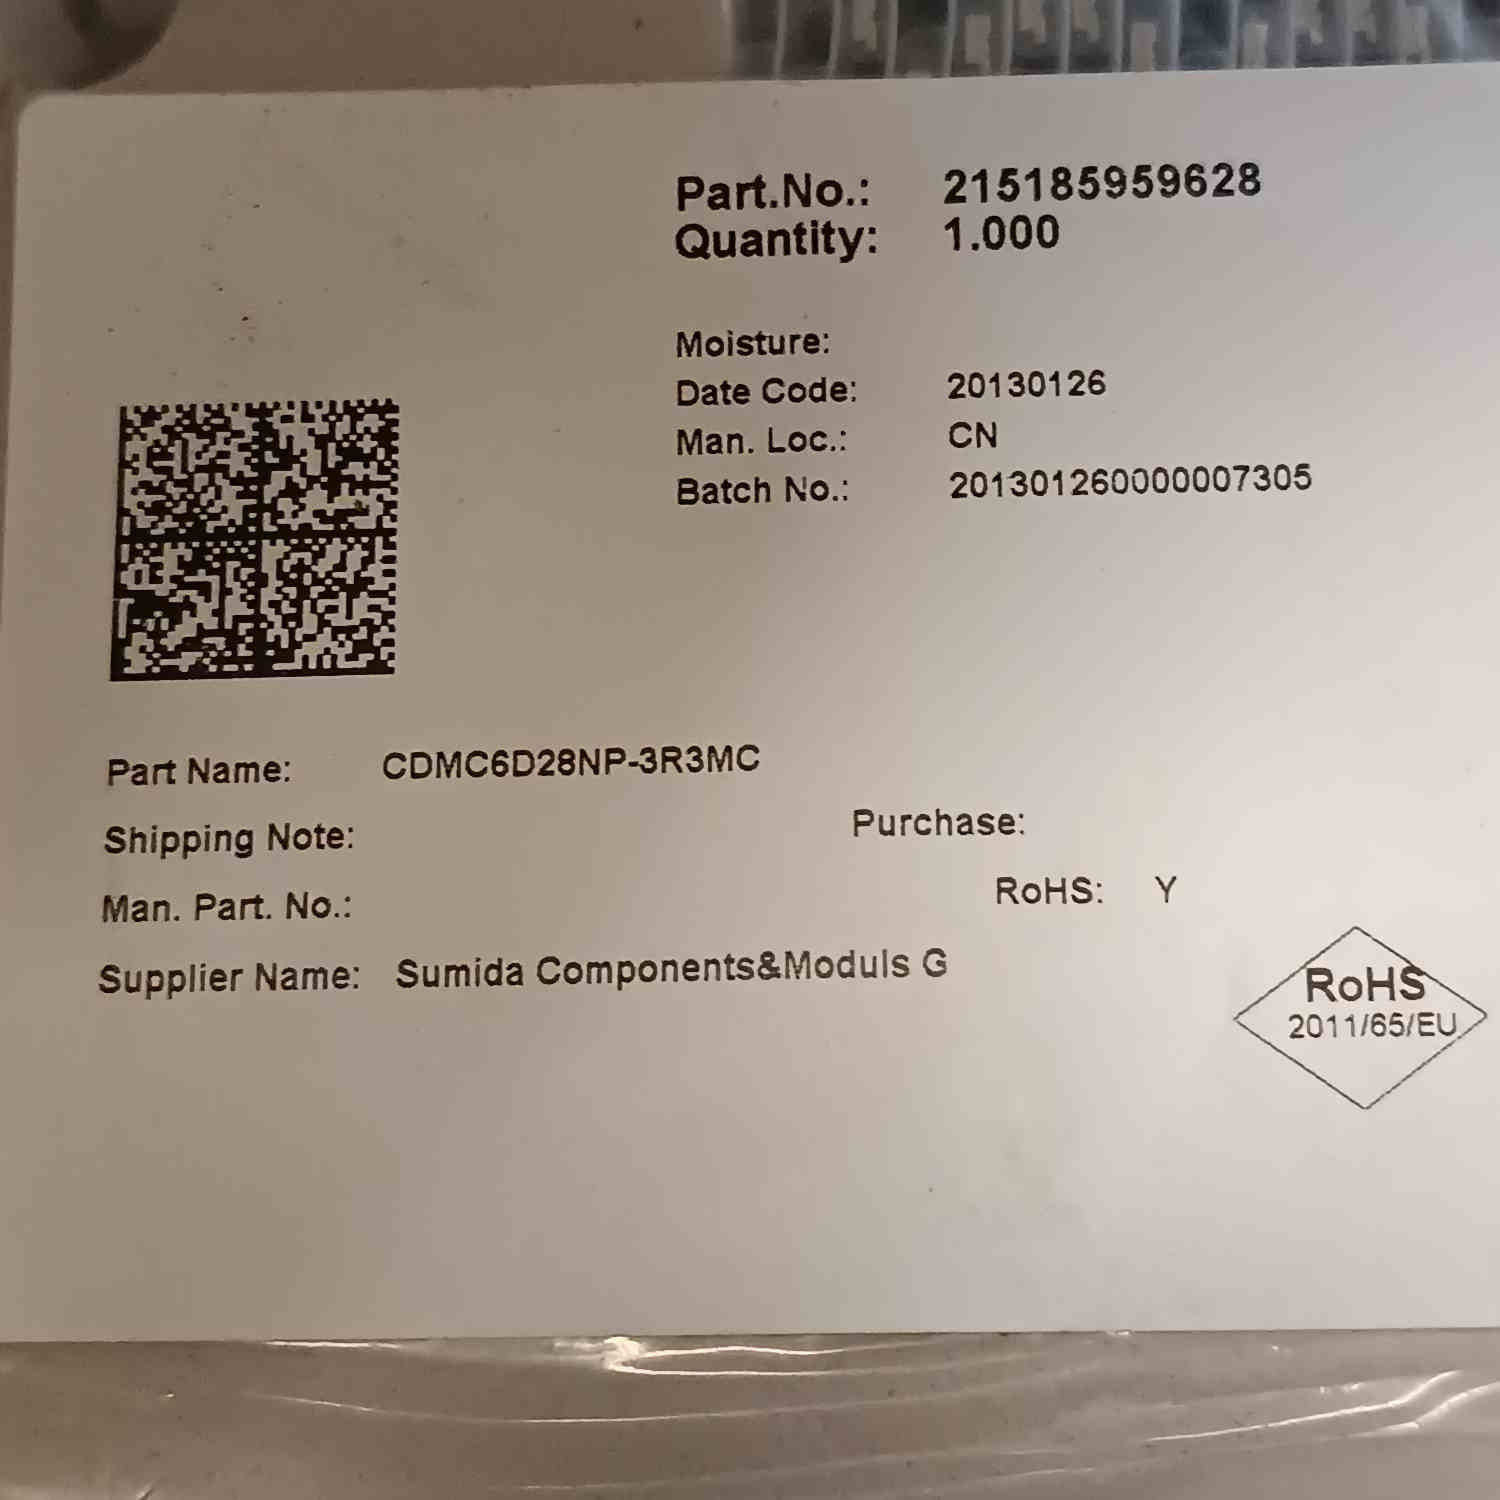 Part.No.: 215185959628
Quantity: 1.000
Moisture:
Date Code: 20130126
Man. Loc.: CN
Batch No.: 201301260000007305
Part Name: CDMC6D28NP-3R3MC
Shipping Note:
Purchase:
Man. Part. No.:
RoHS: Y
Supplier Name: Sumida Components&Moduls G
RoHS
2011/65/EU